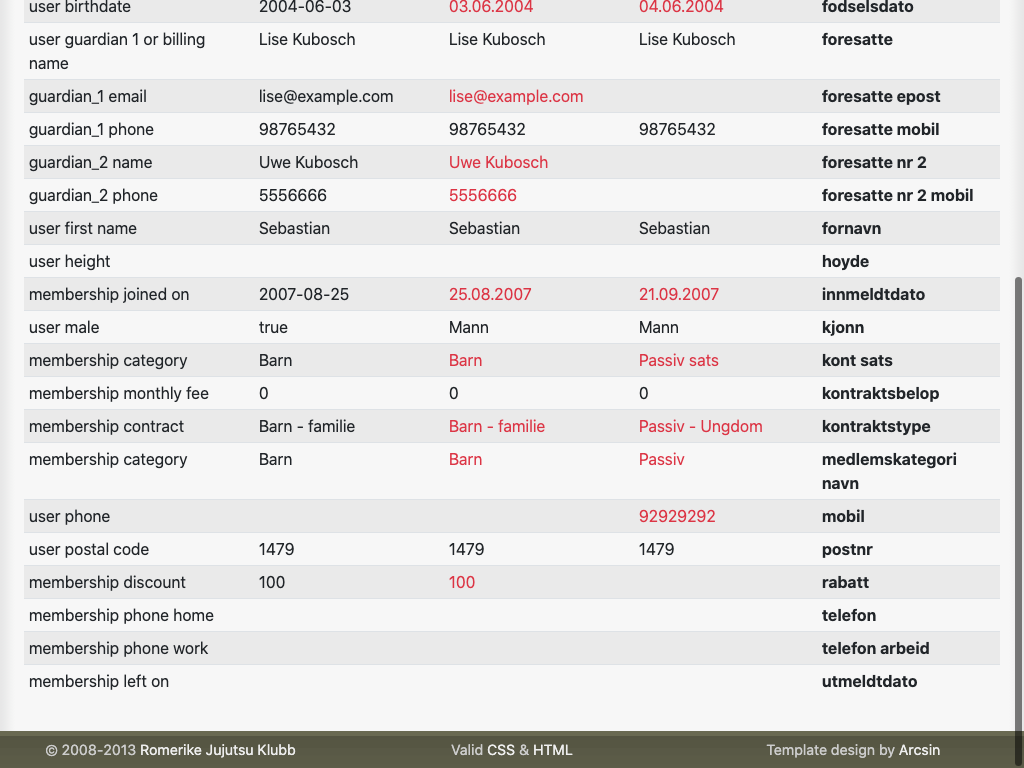 user birthdate 2004-06-03 03.06.2004 04.06.2004 fodselsdato
user guardian 1 or billing Lise Kubosch Lise Kubosch Lise Kubosch foresatte
name
guardian_1 email lise@example.com lise@example.com foresatte epost
guardian_1 phone 98765432 98765432 98765432 foresatte mobil
guardian_2 name Uwe Kubosch Uwe Kubosch foresatte nr 2
guardian_2 phone 5556666 5556666 foresatte nr 2 mobil
user first name Sebastian Sebastian Sebastian fornavn
user height hoyde
membership joined on 2007-08-25 25.08.2007 21.09.2007 innmeldtdato
user male true Mann Mann kjonn
membership category Barn Barn Passiv sats kont sats
membership monthly fee 0 0 0 kontraktsbelop
membership contract Barn - familie Barn - familie Passiv - Ungdom kontraktstype
membership category Barn Barn Passiv medlemskategori
navn
user phone 92929292 mobil
user postal code 1479 1479 1479 postnr
membership discount 100 100 rabatt
membership phone home telefon
membership phone work telefon arbeid
membership left on utmeldtdato
© 2008-2013 Romerike Jujutsu Klubb Valid CSS & HTML Template design by Arcsin